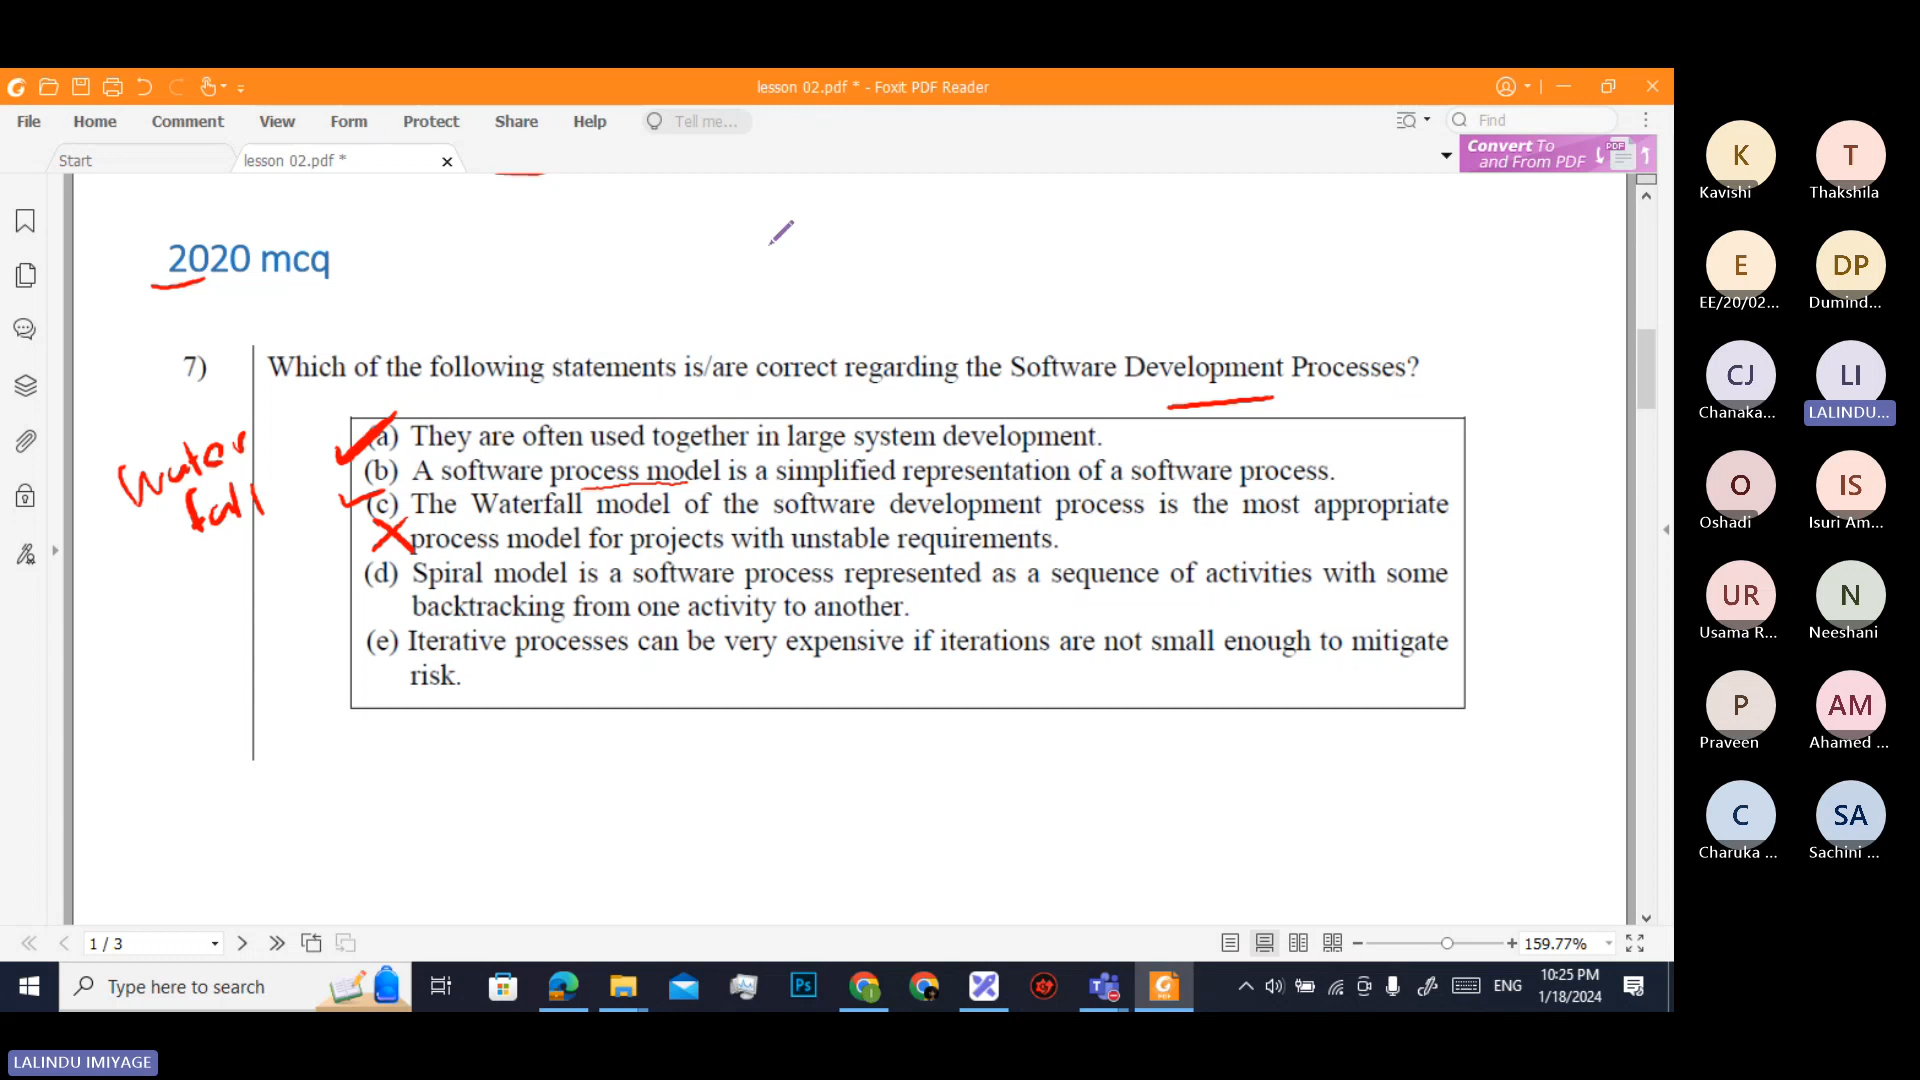 lesson 02.pdf * - Foxit PDF Reader
File Home Comment View Form Protect Share Help Tell me... Find
Start
lesson 02.pdf *
Convert To
and From PDF
PDF
2020 mcq
7)
Which of the following statements is/are correct regarding the Software Development Processes?
(a) They are often used together in large system development.
(b) A software process model is a simplified representation of a software process.
(c) The Waterfall model of the software development process is the most appropriate
process model for projects with unstable requirements.
(d) Spiral model is a software process represented as a sequence of activities with some
backtracking from one activity to another.
(e) Iterative processes can be very expensive if iterations are not small enough to mitigate
risk.
Water
fall
1 / 3
159.77%
Type here to search
Ps
ENG
10:25 PM
1/18/2024
K
Kavishi
T
Thakshila
E
EE/20/02...
DP
Dumind...
CJ
Chanaka...
LI
LALINDU...
O
Oshadi
IS
Isuri Am...
UR
Usama R...
N
Neeshani
P
Praveen
AM
Ahamed ...
C
Charuka ...
SA
Sachini ...
LALINDU IMIYAGE